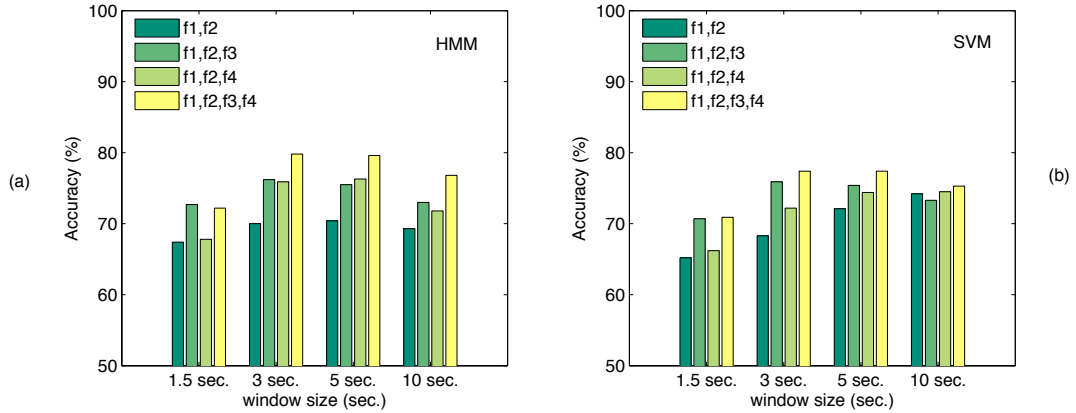 (a)
Accuracy (%)
100
90
80
70
60
50
f1,f2
f1,f2,f3
f1,f2,f4
f1,f2,f3,f4
HMM
1.5 sec. 3 sec. 5 sec. 10 sec.
window size (sec.)
Accuracy (%)
100
90
80
70
60
50
f1,f2
f1,f2,f3
f1,f2,f4
f1,f2,f3,f4
SVM
1.5 sec. 3 sec. 5 sec. 10 sec.
window size (sec.)
(b)